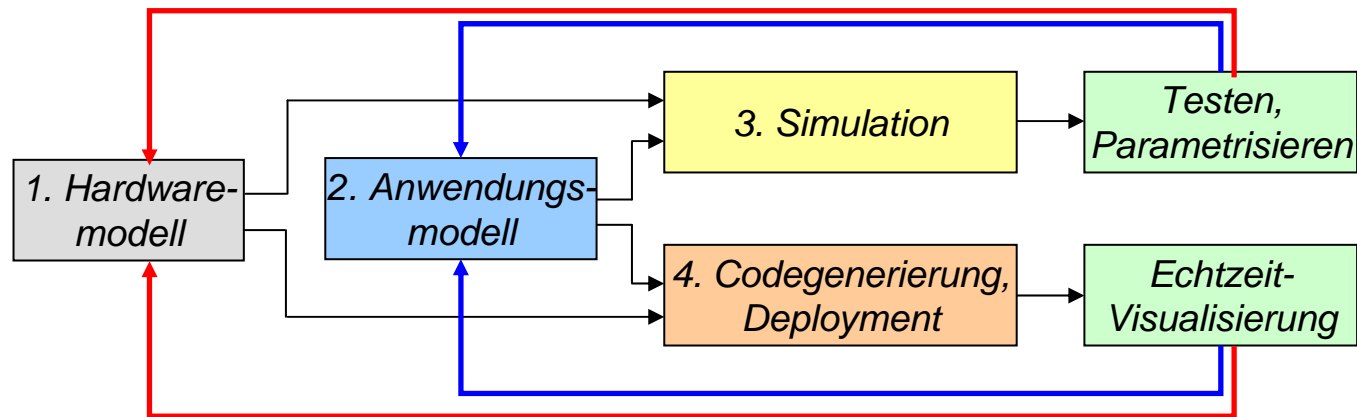 1. Hardware-
modell
2. Anwendungs-
modell
3. Simulation
4. Codegenerierung,
Deployment
Testen,
Parametrisieren
Echtzeit-
Visualisierung